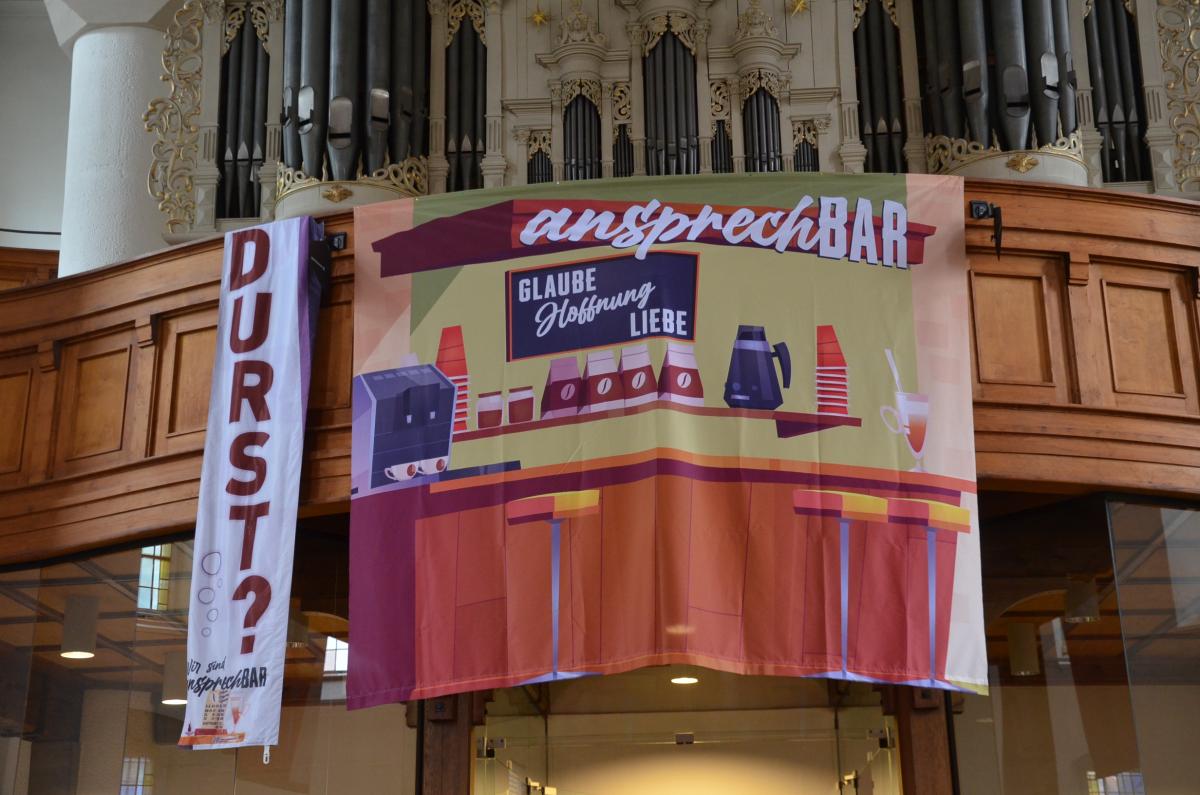 DURST?
Wir sind
ansprechBAR
ansprechBAR
GLAUBE
Hoffnung
LIEBE